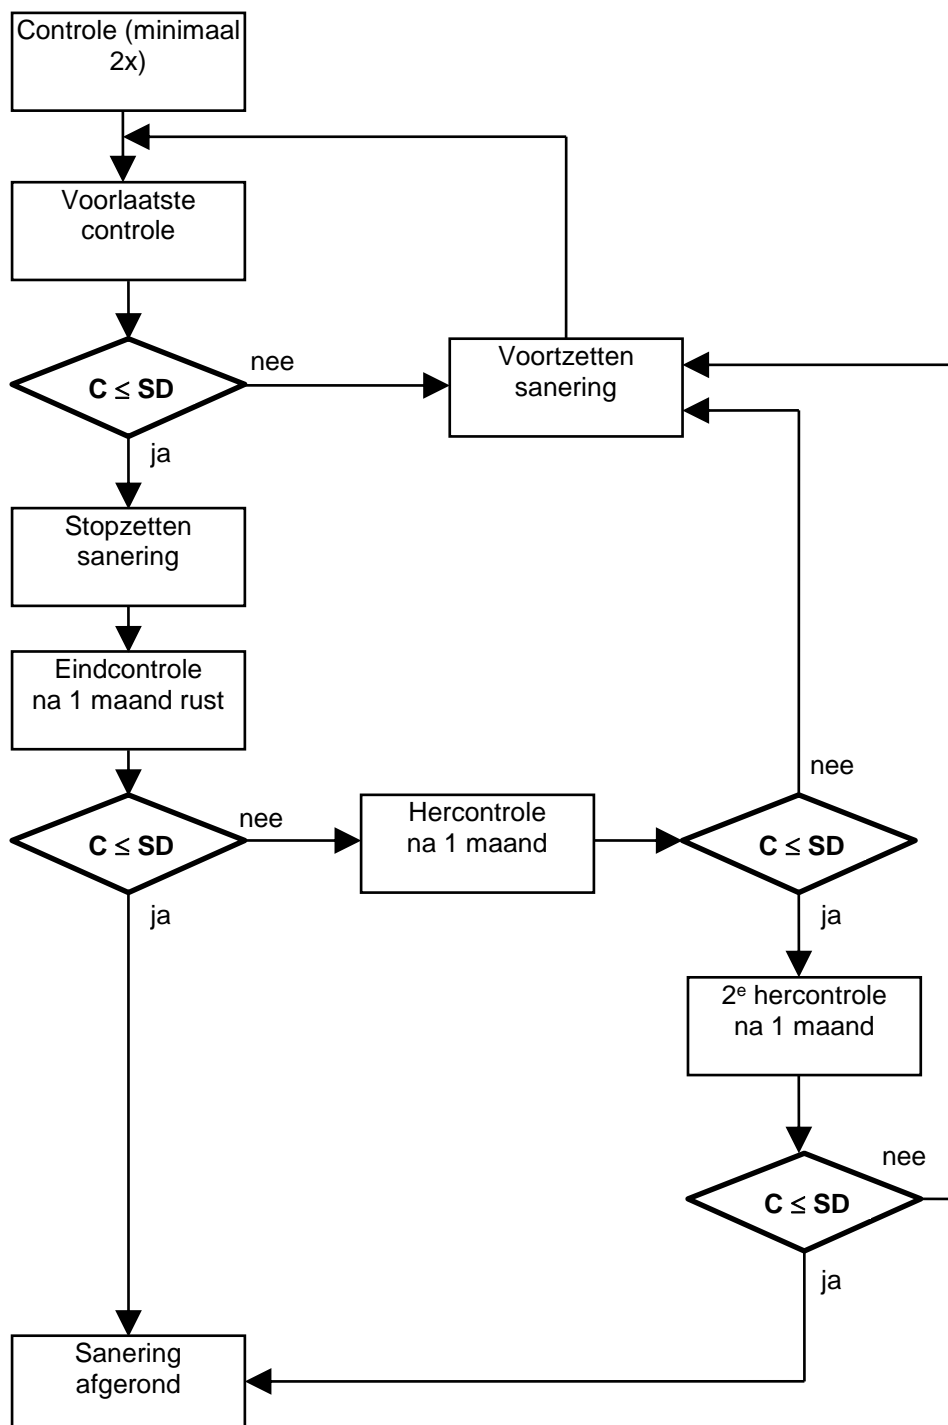 Controle (minimaal
2x)
Voorlaatste
controle
nee
C ≤ SD
Voortzetten
sanering
ja
Stopzetten
sanering
Eindcontrole
na 1 maand rust
nee
C ≤ SD
Hercontrole
na 1 maand
nee
C ≤ SD
ja
ja
2e hercontrole
na 1 maand
nee
C ≤ SD
ja
Sanering
afgerond